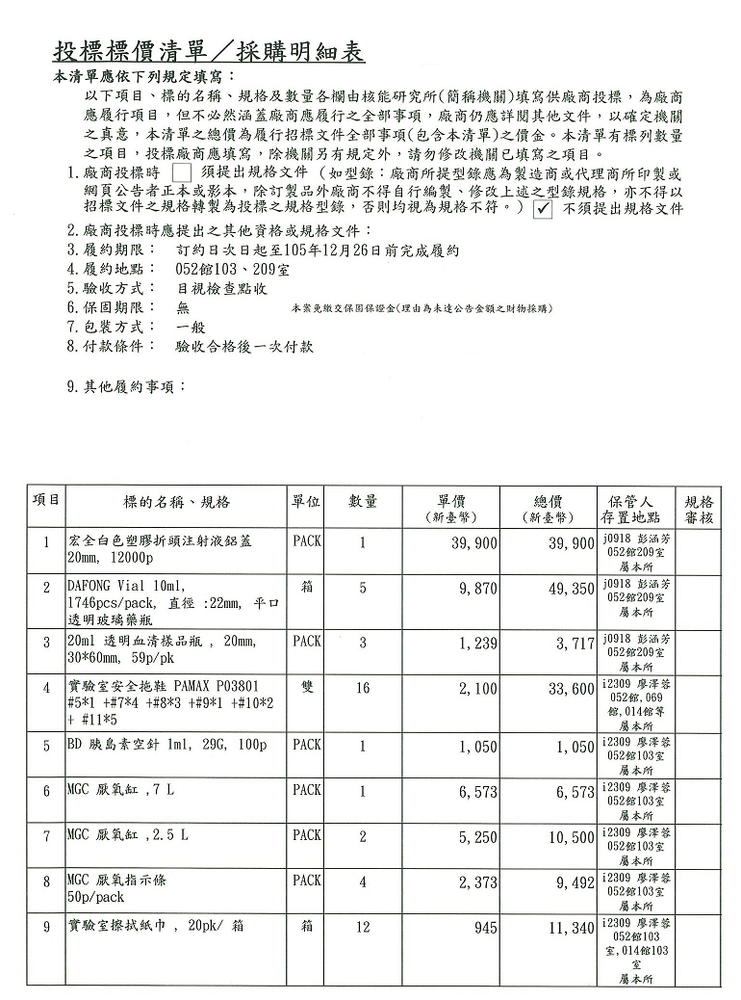 投標標價清單／採購明細表
本清單應依下列規定填寫：
以下項目、標的名稱、規格及數量各欄由核能研究所(簡稱機關)填寫供廠商投標，為廠商
應履行項目，但不必然涵蓋廠商應履行之全部事項，廠商仍應詳閱其他文件，以確定機關
之真意，本清單之總價為履行招標文件全部事項(包含本清單)之價金。本清單有標列數量
之項目，投標廠商應填寫，除機關另有規定外，請勿修改機關已填寫之項目。
1.廠商投標時 須提出規格文件 (如型錄：廠商所提型錄應為製造商或代理商所印製或
網頁公告者正本或影本，除訂製品外廠商不得自行編製、修改上述之型錄規格，亦不得以
招標文件之規格轉製為投標之規格型錄，否則均視為規格不符。) ✓ 不須提出規格文件
2.廠商投標時應提出之其他資格或規格文件：
3.履約期限： 訂約日次日起至105年12月26日前完成履約
4.履約地點： 052館103、209室
5.驗收方式： 目視檢查點收
6.保固期限： 無 本案免繳交保固保證金(理由為未達公告金額之財物採購)
7.包裝方式： 一般
8.付款條件： 驗收合格後一次付款
9.其他履約事項：
項目 標的名稱、規格 單位 數量 單價 總價 保管人 規格
(新臺幣) (新臺幣) 存置地點 審核
1 宏全白色塑膠折頭注射液鋁蓋 PACK 1 39,900 39,900 j0918 彭涵芳
20mm, 12000p 052館209室
屬本所
2 DAFONG Vial 10ml, 箱 5 9,870 49,350 j0918 彭涵芳
1746pcs/pack, 直徑 :22mm, 平口 052館209室
透明玻璃藥瓶 屬本所
3 20ml 透明血清樣品瓶 , 20mm, PACK 3 1,239 3,717 j0918 彭涵芳
30*60mm, 59p/pk 052館209室
屬本所
4 實驗室安全拖鞋 PAMAX P03801 雙 16 2,100 33,600 i2309 廖澤蓉
#5*1 +#7*4 +#8*3 +#9*1 +#10*2 052館,069
+ #11*5 館,014館等
屬本所
5 BD 胰島素空針 1ml, 29G, 100p PACK 1 1,050 1,050 i2309 廖澤蓉
052館103室
屬本所
6 MGC 厭氧缸 ,7 L PACK 1 6,573 6,573 i2309 廖澤蓉
052館103室
屬本所
7 MGC 厭氧缸 ,2.5 L PACK 2 5,250 10,500 i2309 廖澤蓉
052館103室
屬本所
8 MGC 厭氧指示條 PACK 4 2,373 9,492 i2309 廖澤蓉
50p/pack 052館103室
屬本所
9 實驗室擦拭紙巾 , 20pk/ 箱 箱 12 945 11,340 i2309 廖澤蓉
052館103
室,014館103
室
屬本所